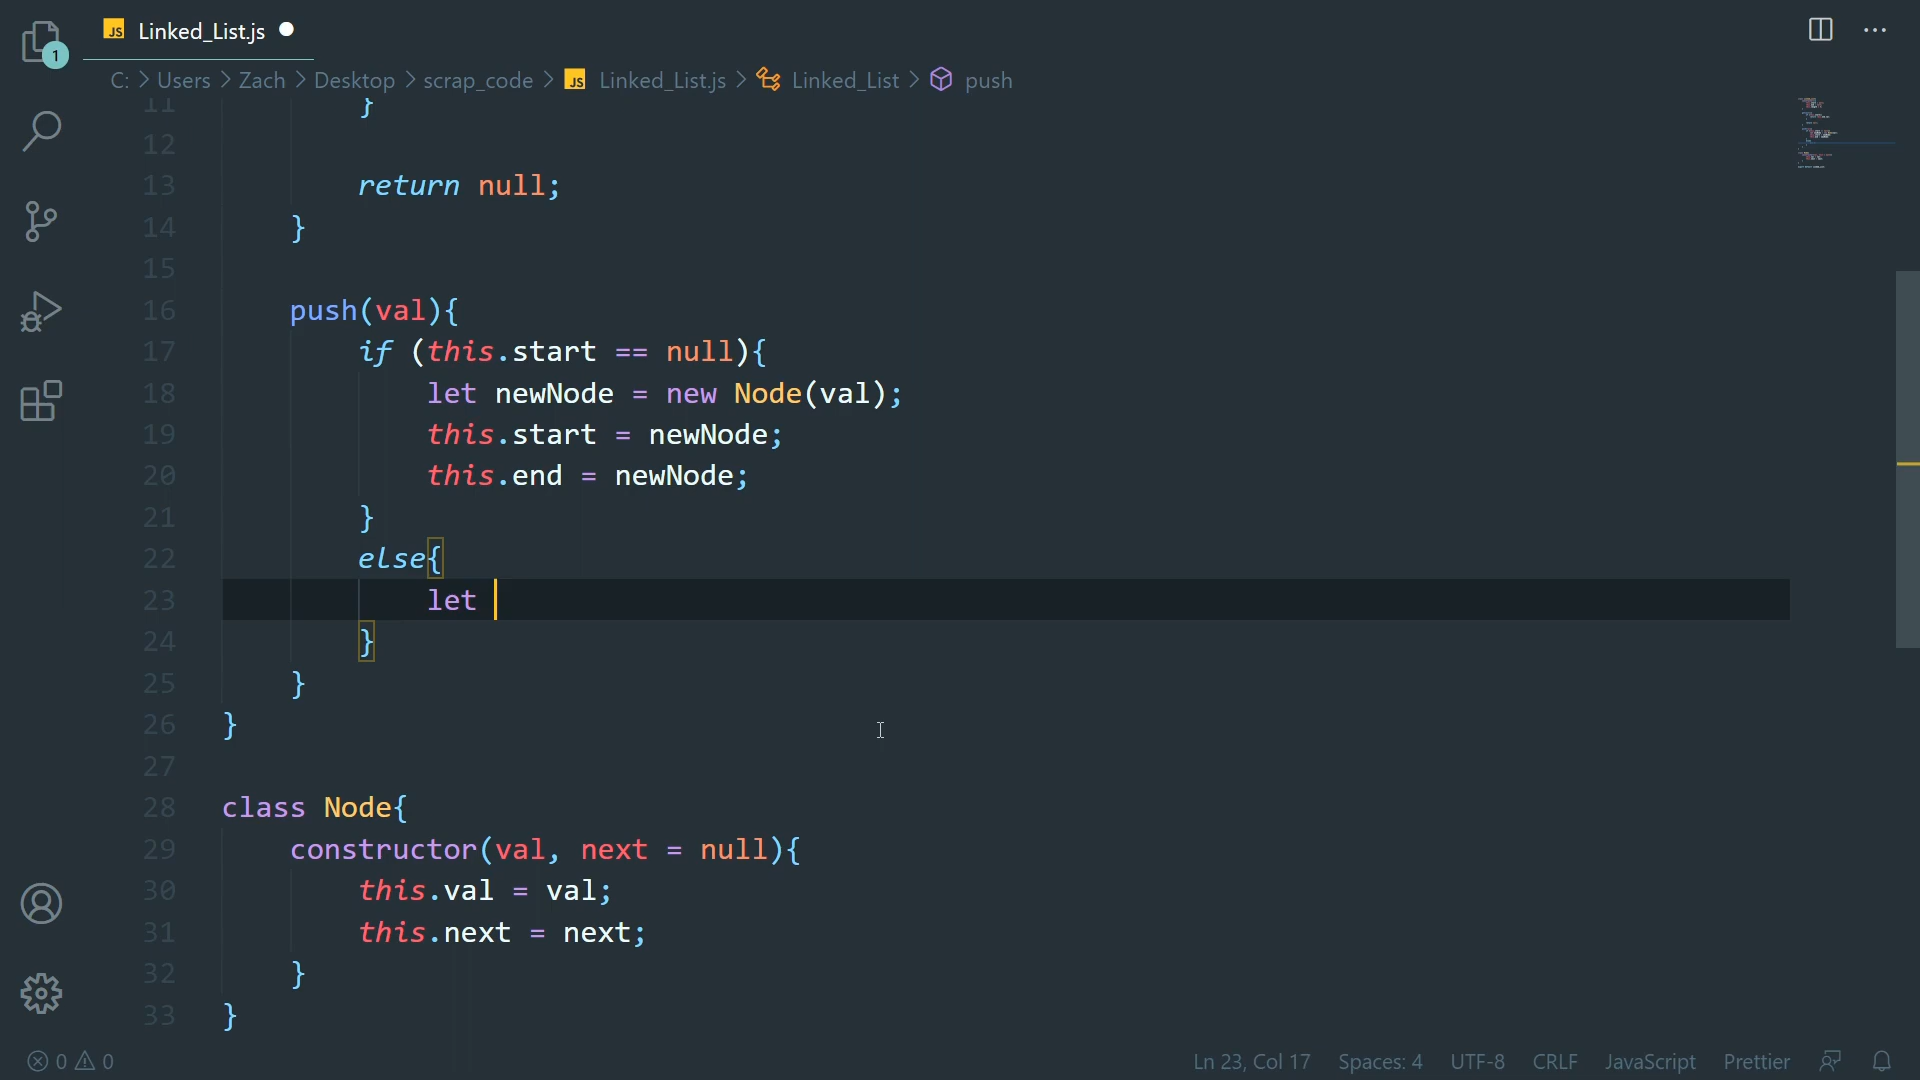 1
JS Linked_List.js
C: > Users > Zach > Desktop > scrap_code > JS Linked_List.js > Linked_List > push
11 }
12
13 return null;
14 }
15
16 push(val){
17 if (this.start == null){
18 let newNode = new Node(val);
19 this.start = newNode;
20 this.end = newNode;
21 }
22 else{
23 let
24 }
25 }
26 }
27
28 class Node{
29 constructor(val, next = null){
30 this.val = val;
31 this.next = next;
32 }
33 }
0 0 Ln 23, Col 17 Spaces: 4 UTF-8 CRLF JavaScript Prettier